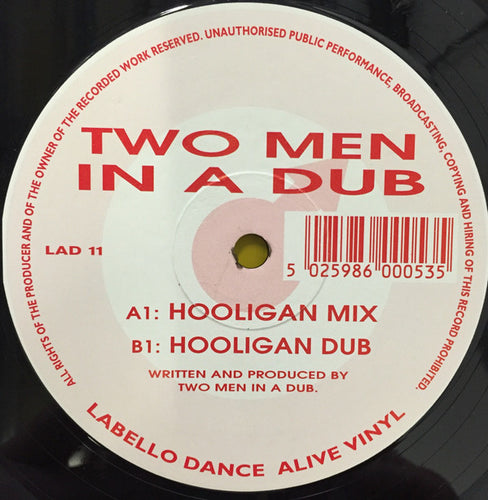 ALL RIGHTS OF THE PRODUCER AND OF THE OWNER OF THE RECORDED WORK RESERVED. UNAUTHORISED PUBLIC PERFORMANCE, BROADCASTING, COPYING AND HIRING OF THIS RECORD PROHIBITED.
TWO MEN
IN A DUB
LAD 11
5 025986 000535
A1: HOOLIGAN MIX
B1: HOOLIGAN DUB
WRITTEN AND PRODUCED BY
TWO MEN IN A DUB.
LABELLO DANCE ALIVE VINYL